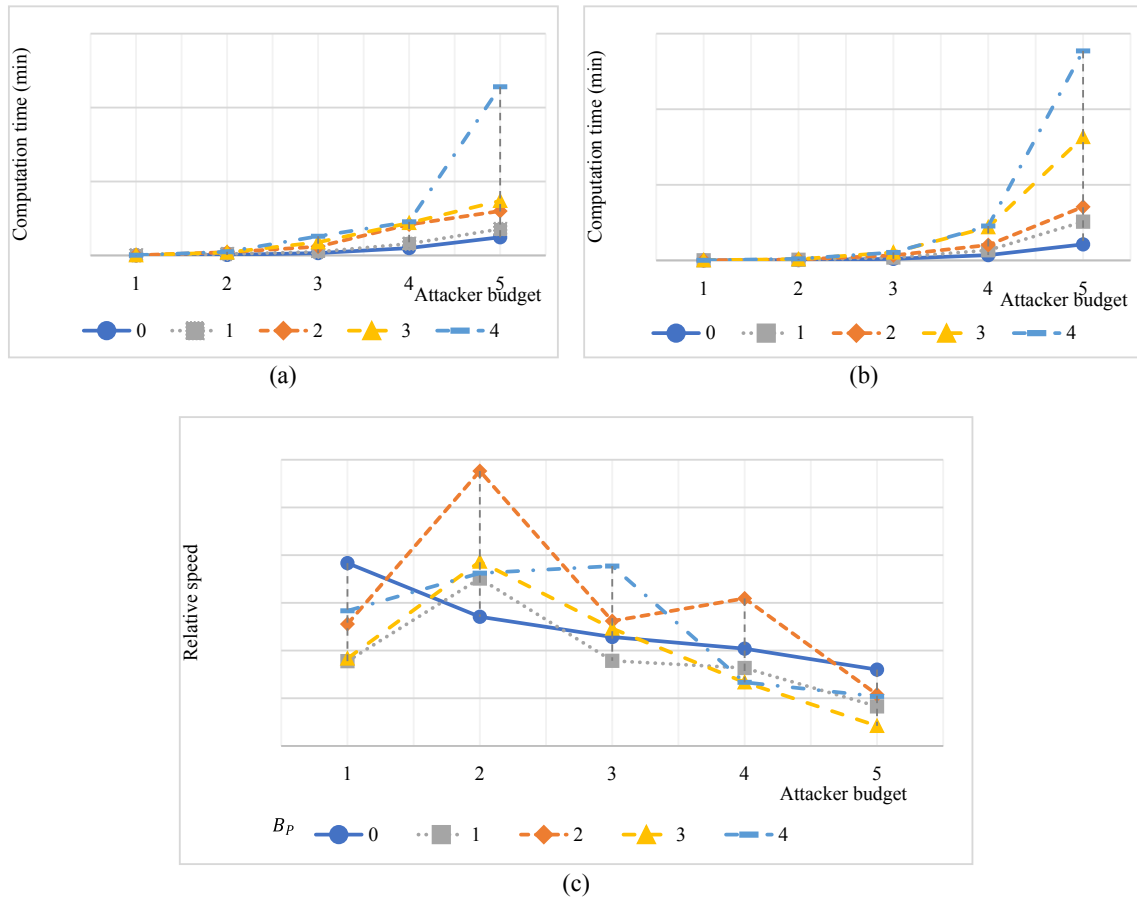 Computation time (min)
1 2 3 4 5
Attacker budget
0 1 2 3 4
(a)
Computation time (min)
1 2 3 4 5
Attacker budget
0 1 2 3 4
(b)
Relative speed
1 2 3 4 5
Attacker budget
B_P 0 1 2 3 4
(c)